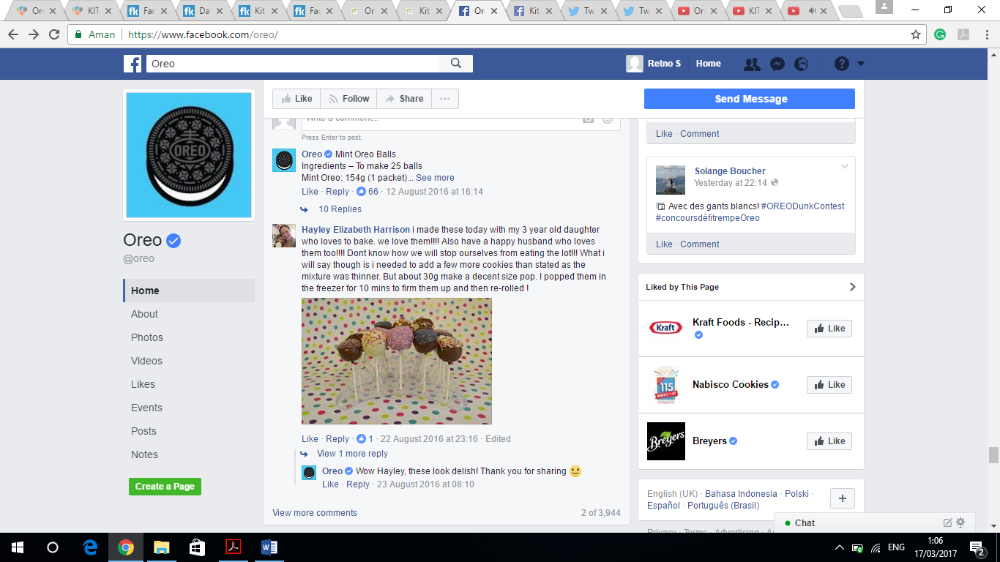 Or
KIT
Far
Da
Kit
Fac
Or
Kit
Or
Kit
Tw
Tw
Or
KIT
Aman
https://www.facebook.com/oreo/
Oreo
Retno S
Home
Like
Follow
Share
Send Message
Oreo
@oreo
Home
About
Photos
Videos
Likes
Events
Posts
Notes
Create a Page
Write a comment...
Press Enter to post.
Oreo Mint Oreo Balls
Ingredients – To make 25 balls
Mint Oreo: 154g (1 packet)... See more
Like · Reply · 66 · 12 August 2016 at 16:14
10 Replies
Hayley Elizabeth Harrison i made these today with my 3 year old daughter
who loves to bake. we love them!!!! Also have a happy husband who loves
them too!!!! Dont know how we will stop ourselves from eating the lot!!! What i
will say though is i needed to add a few more cookies than stated as the
mixture was thinner. But about 30g make a decent size pop. I popped them in
the freezer for 10 mins to firm them up and then re-rolled !
Like · Reply · 1 · 22 August 2016 at 23:16 · Edited
View 1 more reply
Oreo Wow Hayley, these look delish! Thank you for sharing
Like · Reply · 23 August 2016 at 08:10
View more comments
2 of 3,944
Like · Comment
Solange Boucher
Yesterday at 22:14
Avec des gants blancs! #OREODunkContest
#concoursdéfitrempeOreo
Like · Comment
Liked by This Page
Kraft
Kraft Foods - Recip...
Like
115
Nabisco Cookies
Like
Breyers
Breyers
Like
English (UK) · Bahasa Indonesia · Polski ·
Español · Português (Brasil)
Privacy · Terms · Advertising ·
Chat
ENG
1:06
17/03/2017
2